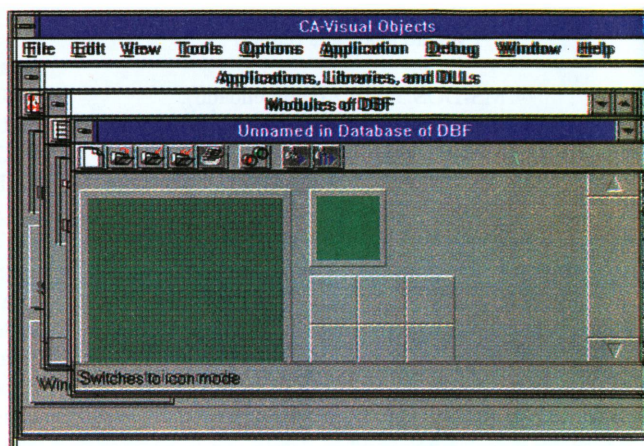 CA-Visual Objects
File Edit View Tools Options Application Debug Window Help
Applications, Libraries, and DLLs
Modules of DBF
Unnamed in Database of DBF
Switches to icon mode